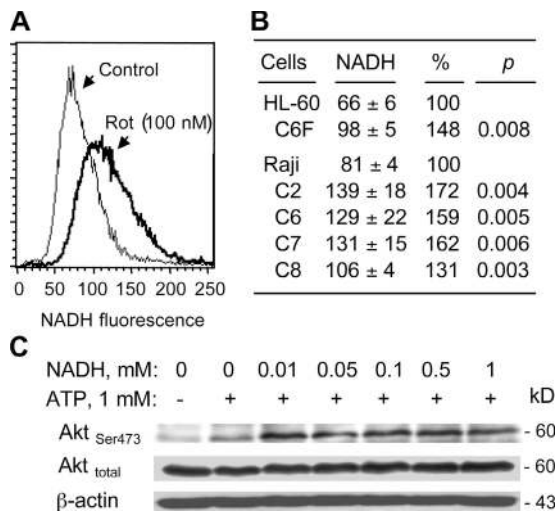 A
Control
Rot (100 nM)
0 50 100 150 200 250
NADH fluorescence
B
Cells NADH % p
HL-60 66 ± 6 100
C6F 98 ± 5 148 0.008
Raji 81 ± 4 100
C2 139 ± 18 172 0.004
C6 129 ± 22 159 0.005
C7 131 ± 15 162 0.006
C8 106 ± 4 131 0.003
C
NADH, mM: 0 0 0.01 0.05 0.1 0.5 1
ATP, 1 mM: - + + + + + + kD
Akt Ser473 - 60
Akt total - 60
β-actin - 43